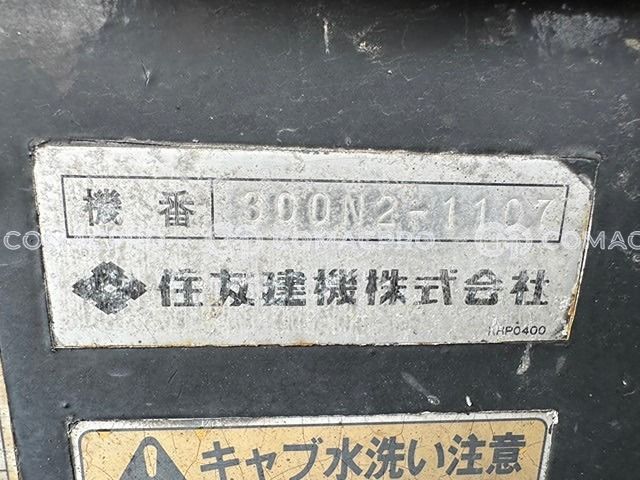 機番 300N2-1107
住友建機株式会社
KHP0400
キャブ水洗い注意